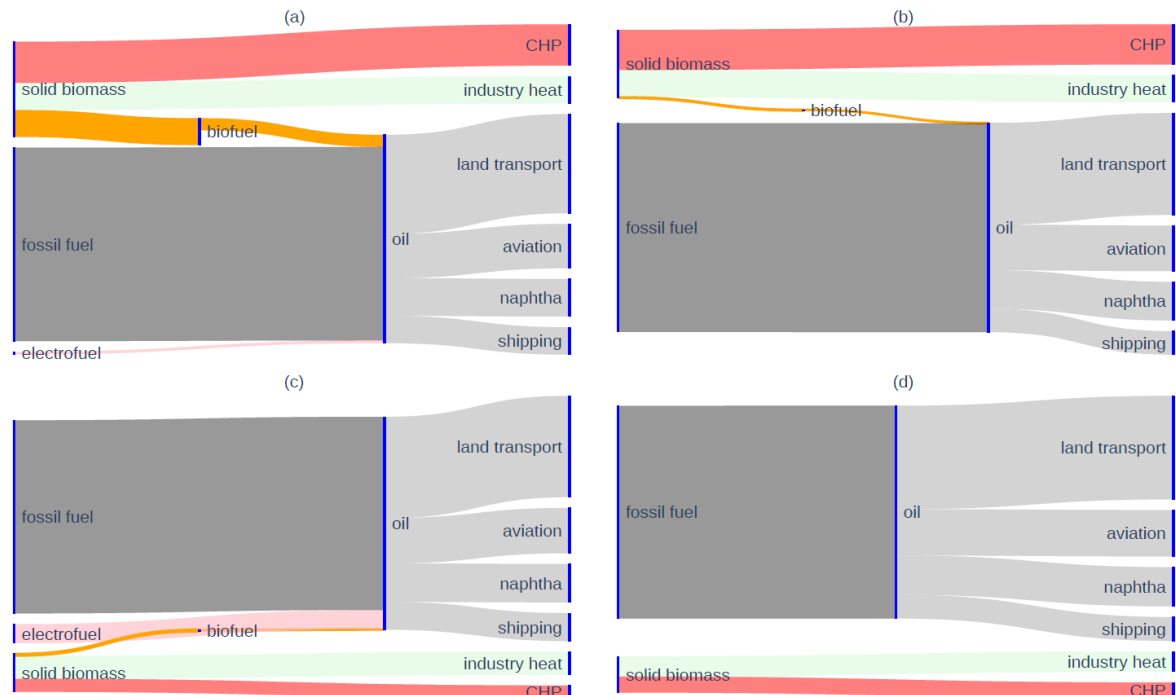 (a)
CHP
solid biomass
industry heat
biofuel
land transport
fossil fuel
oil
aviation
naphtha
shipping
electrofuel
(b)
CHP
solid biomass
industry heat
biofuel
land transport
fossil fuel
oil
aviation
naphtha
shipping
(c)
land transport
fossil fuel
oil
aviation
naphtha
electrofuel
biofuel
shipping
industry heat
solid biomass
CHP
(d)
land transport
fossil fuel
oil
aviation
naphtha
shipping
industry heat
solid biomass
CHP